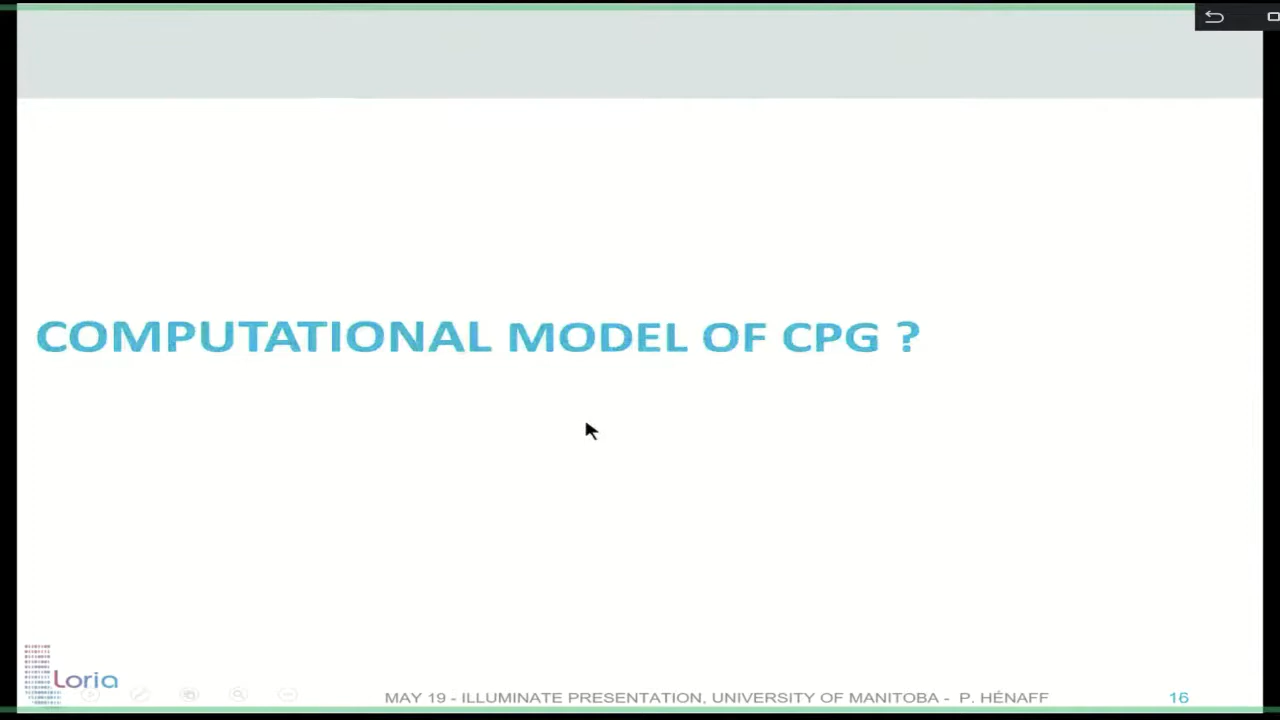 COMPUTATIONAL MODEL OF CPG ?
Loria
MAY 19 - ILLUMINATE PRESENTATION, UNIVERSITY OF MANITOBA - P. HÉNAFF
16